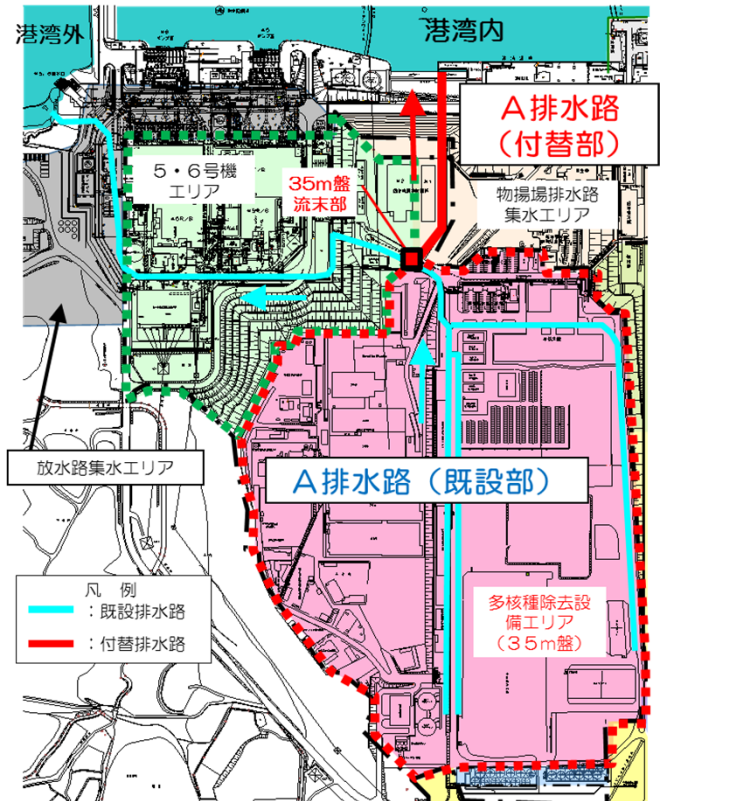 港湾外
港湾内
A排水路
（付替部）
5・6号機
エリア
35m盤
流末部
物揚場排水路
集水エリア
放水路集水エリア
A排水路（既設部）
凡 例
：既設排水路
：付替排水路
多核種除去設
備エリア
（35m盤）